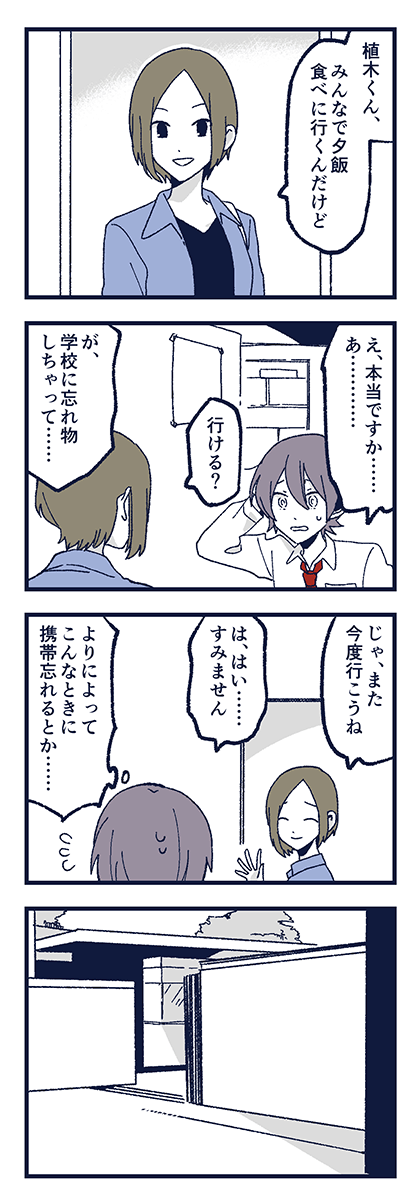 植木くん、
みんなで夕飯
食べに行くんだけど
え、本当ですか……
あ…………
行ける？
が、
学校に忘れ物
しちゃって……
じゃ、また
今度行こうね
は、はい……
すみません
よりによって
こんなときに
携帯忘れるとか……